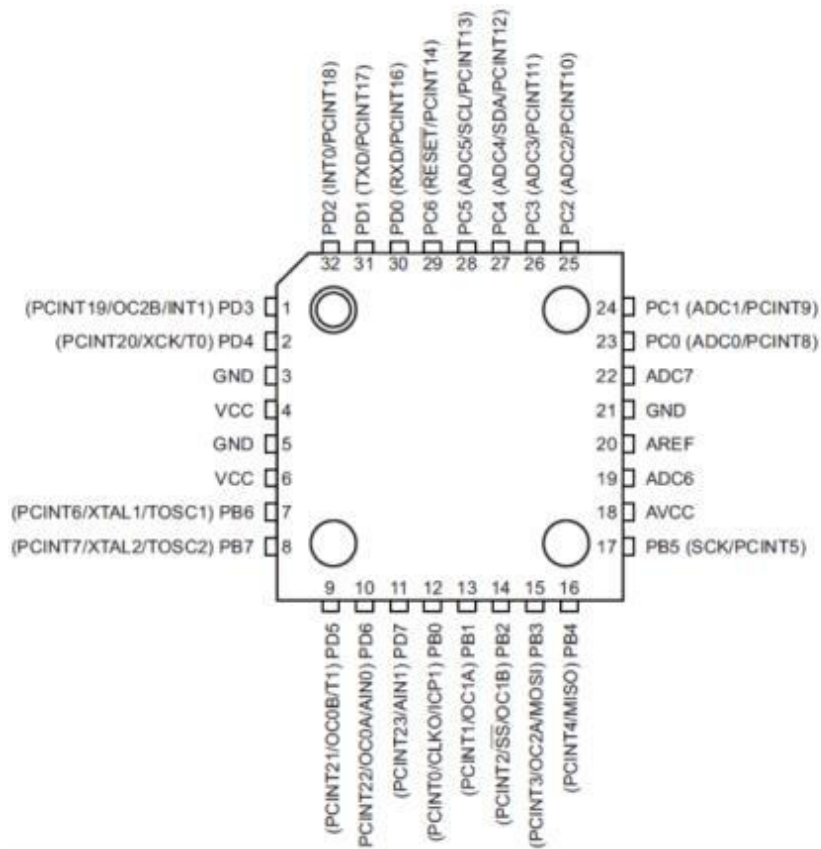 PD2 (INT0/PCINT18)
PD1 (TXD/PCINT17)
PD0 (RXD/PCINT16)
PC6 (RESET/PCINT14)
PC5 (ADC5/SCL/PCINT13)
PC4 (ADC4/SDA/PCINT12)
PC3 (ADC3/PCINT11)
PC2 (ADC2/PCINT10)
32 31 30 29 28 27 26 25
(PCINT19/OC2B/INT1) PD3 1
(PCINT20/XCK/T0) PD4 2
GND 3
VCC 4
GND 5
VCC 6
(PCINT6/XTAL1/TOSC1) PB6 7
(PCINT7/XTAL2/TOSC2) PB7 8
24 PC1 (ADC1/PCINT9)
23 PC0 (ADC0/PCINT8)
22 ADC7
21 GND
20 AREF
19 ADC6
18 AVCC
17 PB5 (SCK/PCINT5)
9 10 11 12 13 14 15 16
(PCINT21/OC0B/T1) PD5
PCINT22/OC0A/AIN0) PD6
(PCINT23/AIN1) PD7
(PCINT0/CLKO/ICP1) PB0
(PCINT1/OC1A) PB1
(PCINT2/SS/OC1B) PB2
(PCINT3/OC2A/MOSI) PB3
(PCINT4/MISO) PB4